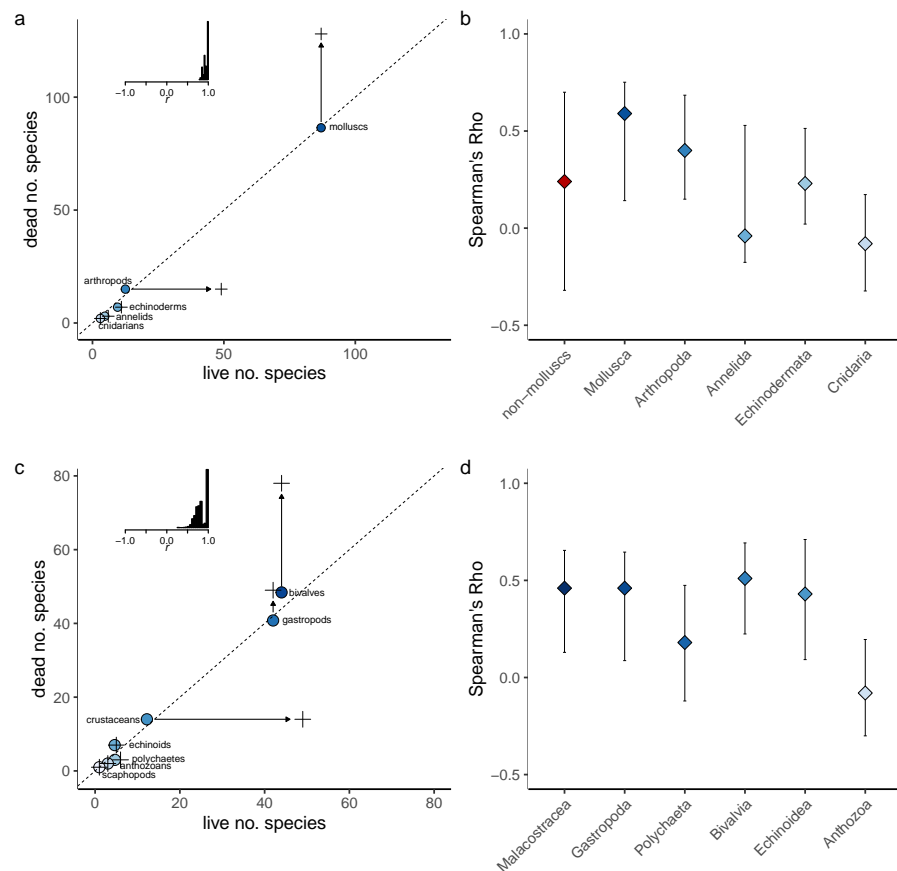 a
dead no. species
100
50
0
−1.0 0.0 1.0
r
molluscs
arthropods
echinoderms
annelids
cnidarians
0 50 100
live no. species
b
Spearman's Rho
1.0
0.5
0.0
−0.5
non−molluscs
Mollusca
Arthropoda
Annelida
Echinodermata
Cnidaria
c
dead no. species
80
60
40
20
0
−1.0 0.0 1.0
r
bivalves
gastropods
crustaceans
echinoids
polychaetes
anthozoans
scaphopods
0 20 40 60 80
live no. species
d
Spearman's Rho
1.0
0.5
0.0
−0.5
Malacostracea
Gastropoda
Polychaeta
Bivalvia
Echinoidea
Anthozoa